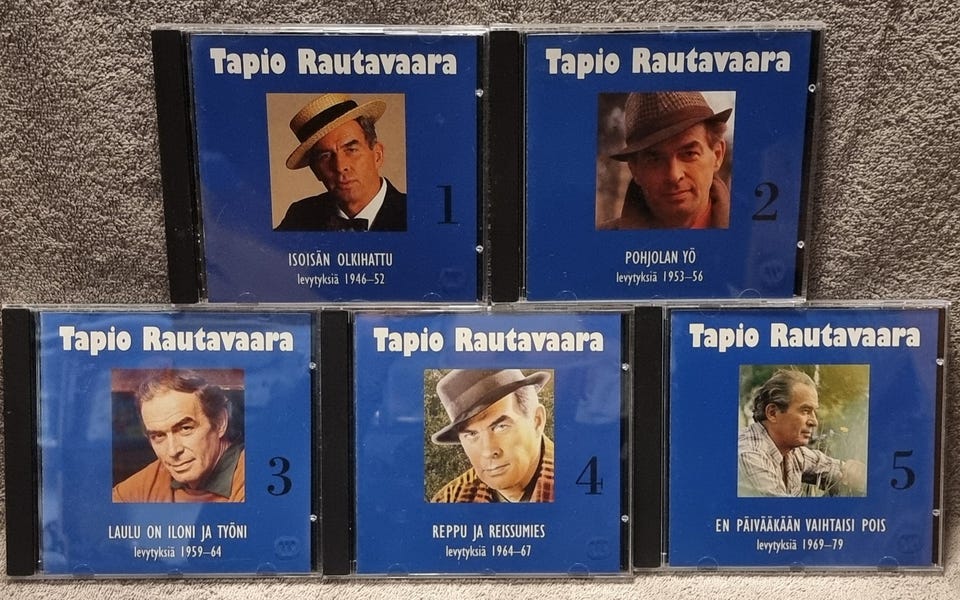 Tapio Rautavaara
1
ISOISÄN OLKIHATTU
levytyksiä 1946–52
Tapio Rautavaara
2
POHJOLAN YÖ
levytyksiä 1953–56
Tapio Rautavaara
3
LAULU ON ILONI JA TYÖNI
levytyksiä 1959–64
Tapio Rautavaara
4
REPPU JA REISSUMIES
levytyksiä 1964–67
Tapio Rautavaara
5
EN PÄIVÄÄKÄÄN VAIHTAISI POIS
levytyksiä 1969–79